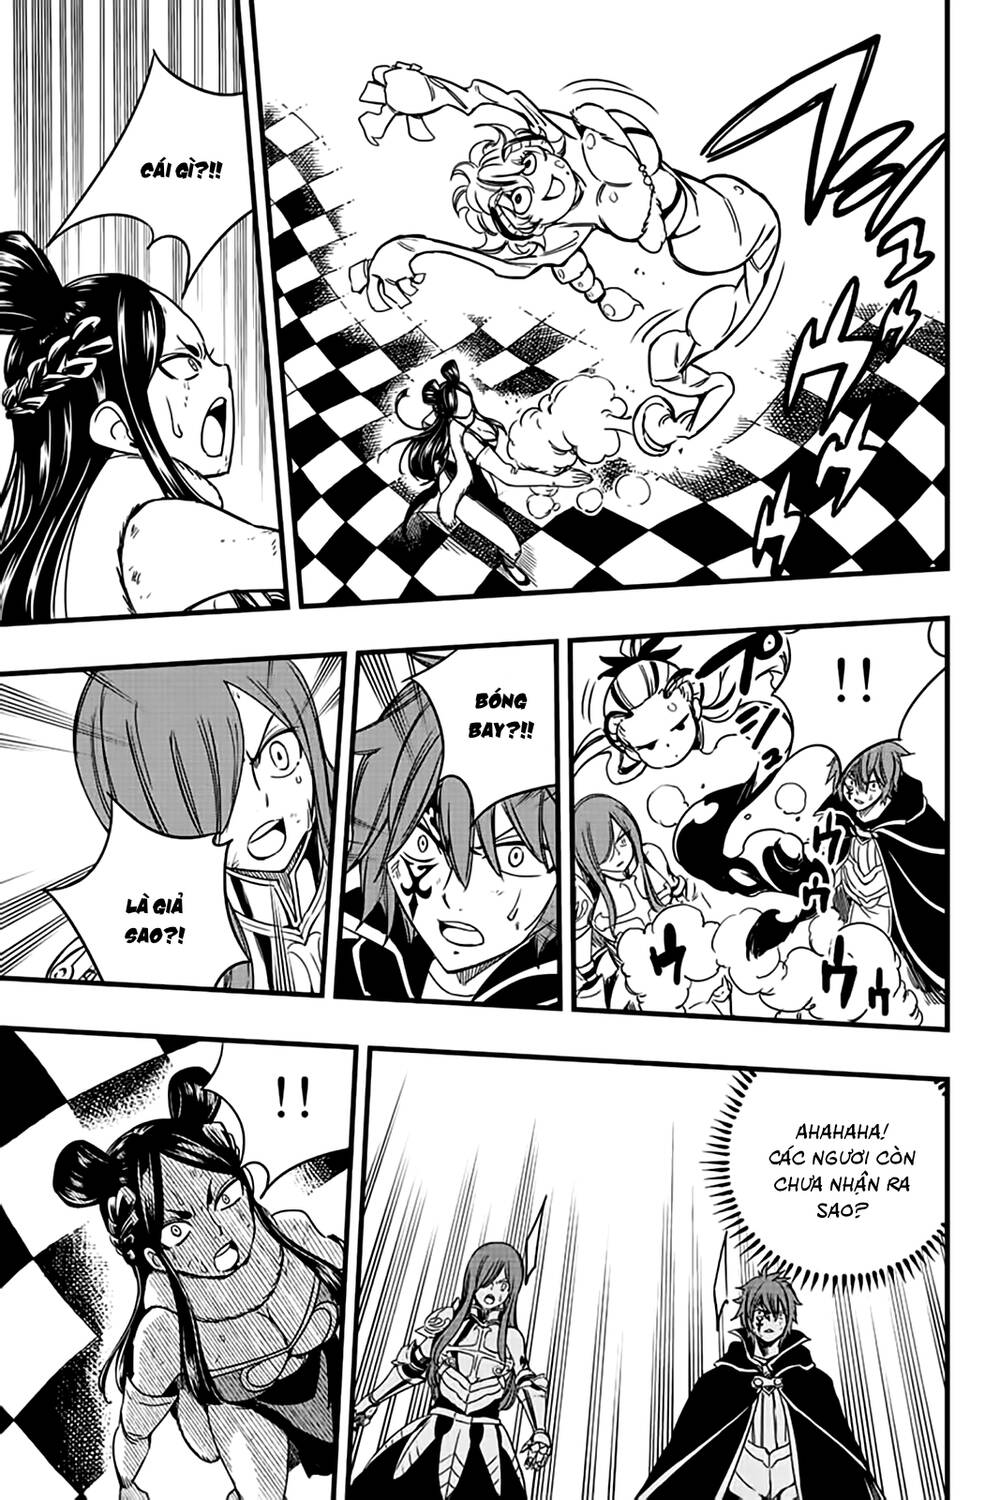 CÁI GÌ?!!
!!
BÓNG
BAY?!!
LÀ GIẢ
SAO?!
AHAHAHA!
CÁC NGƯƠI CÒN
CHƯA NHẬN RA
SAO?
!!